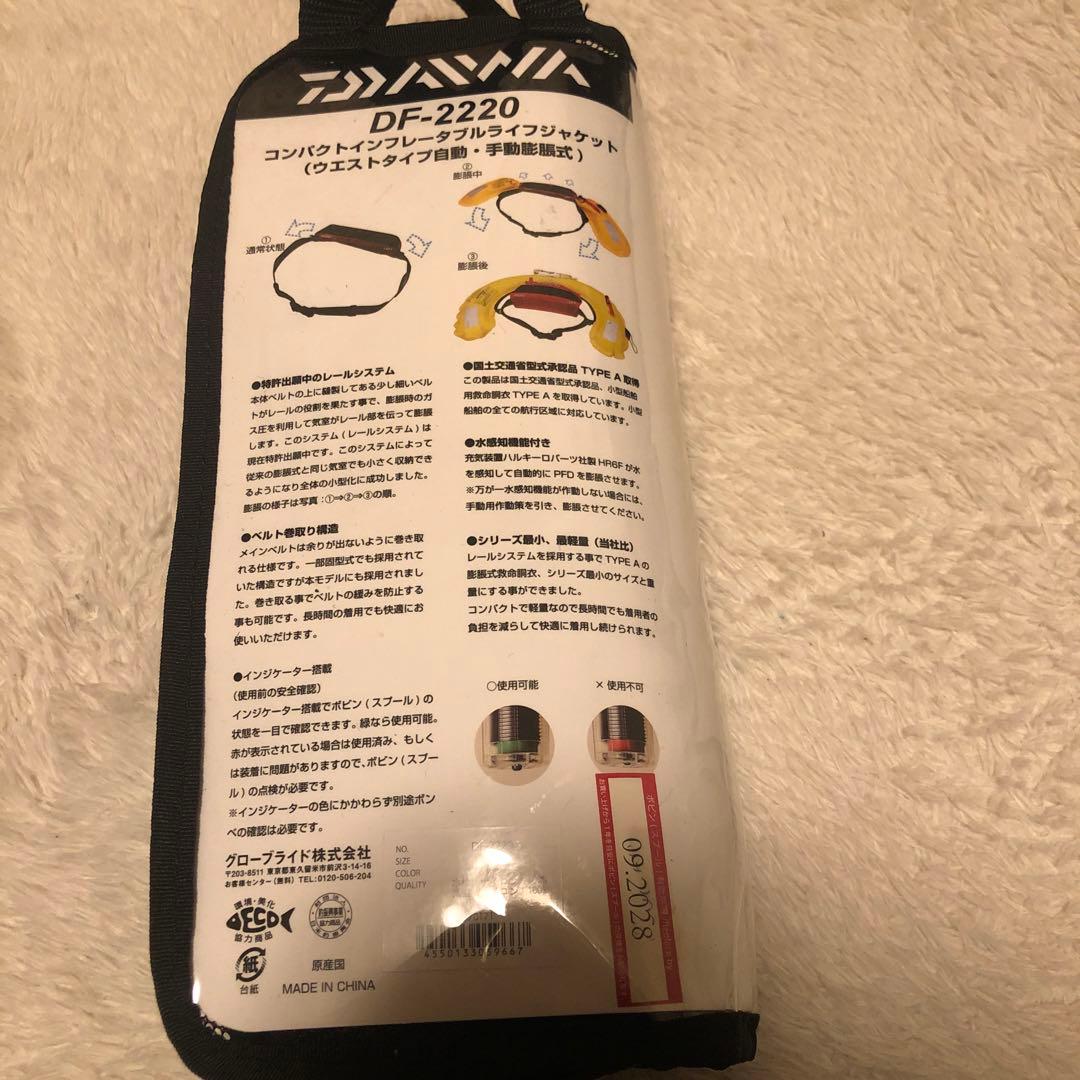 DAIWA
DF-2220
コンパクトインフレータブルライフジャケット
(ウエストタイプ自動・手動膨脹式)
①
通常状態
②
膨脹中
③
膨脹後
●特許出願中のレールシステム
本体ベルトの上に縫製してある少し細いベル
トがレールの役割を果たす事で、膨脹時のガ
ス圧を利用して気室がレール部を伝って膨脹
します。このシステム(レールシステム)は
現在特許出願中です。このシステムによって
従来の膨脹式と同じ気室でも小さく収納でき
るようになり全体の小型化に成功しました。
膨脹の様子は写真:①⇒②⇒③の順。
●ベルト巻取り構造
メインベルトは余りが出ないように巻き取
れる仕様です。一部固型式でも採用されて
いた構造ですが本モデルにも採用されまし
た。巻き取る事でベルトの緩みを防止する
事も可能です。長時間の着用でも快適にお
使いいただけます。
●インジケーター搭載
(使用前の安全確認)
インジケーター搭載でボビン(スプール)の
状態を一目で確認できます。緑なら使用可能。
赤が表示されている場合は使用済み、もしく
は装着に問題がありますので、ボビン(スプー
ル)の点検が必要です。
※インジケーターの色にかかわらず別途ボン
ベの確認は必要です。
グローブライド株式会社
〒203-8511 東京都東久留米市前沢3-14-16
お客様センター(無料) TEL:0120-506-204
環境・美化
ECO
協力商品
協力商品
紙
台紙
原産国
MADE IN CHINA
●国土交通省型式承認品 TYPE A 取得
この製品は国土交通省型式承認品、小型船舶
用救命胴衣 TYPE A を取得しています。小型
船舶の全ての航行区域に対応しています。
●水感知機能付き
充気装置ハルキーロバーツ社製 HR6F が水
を感知して自動的に PFD を膨脹させます。
※万が一水感知機能が作動しない場合には、
手動用作動策を引き、膨脹させてください。
●シリーズ最小、最軽量(当社比)
レールシステムを採用する事で TYPE A の
膨脹式救命胴衣、シリーズ最小のサイズと重
量にする事ができました。
コンパクトで軽量なので長時間でも着用者の
負担を減らして快適に着用し続けられます。
○使用可能
× 使用不可
NO.
SIZE
COLOR
QUALITY
4550133059667
09.2028